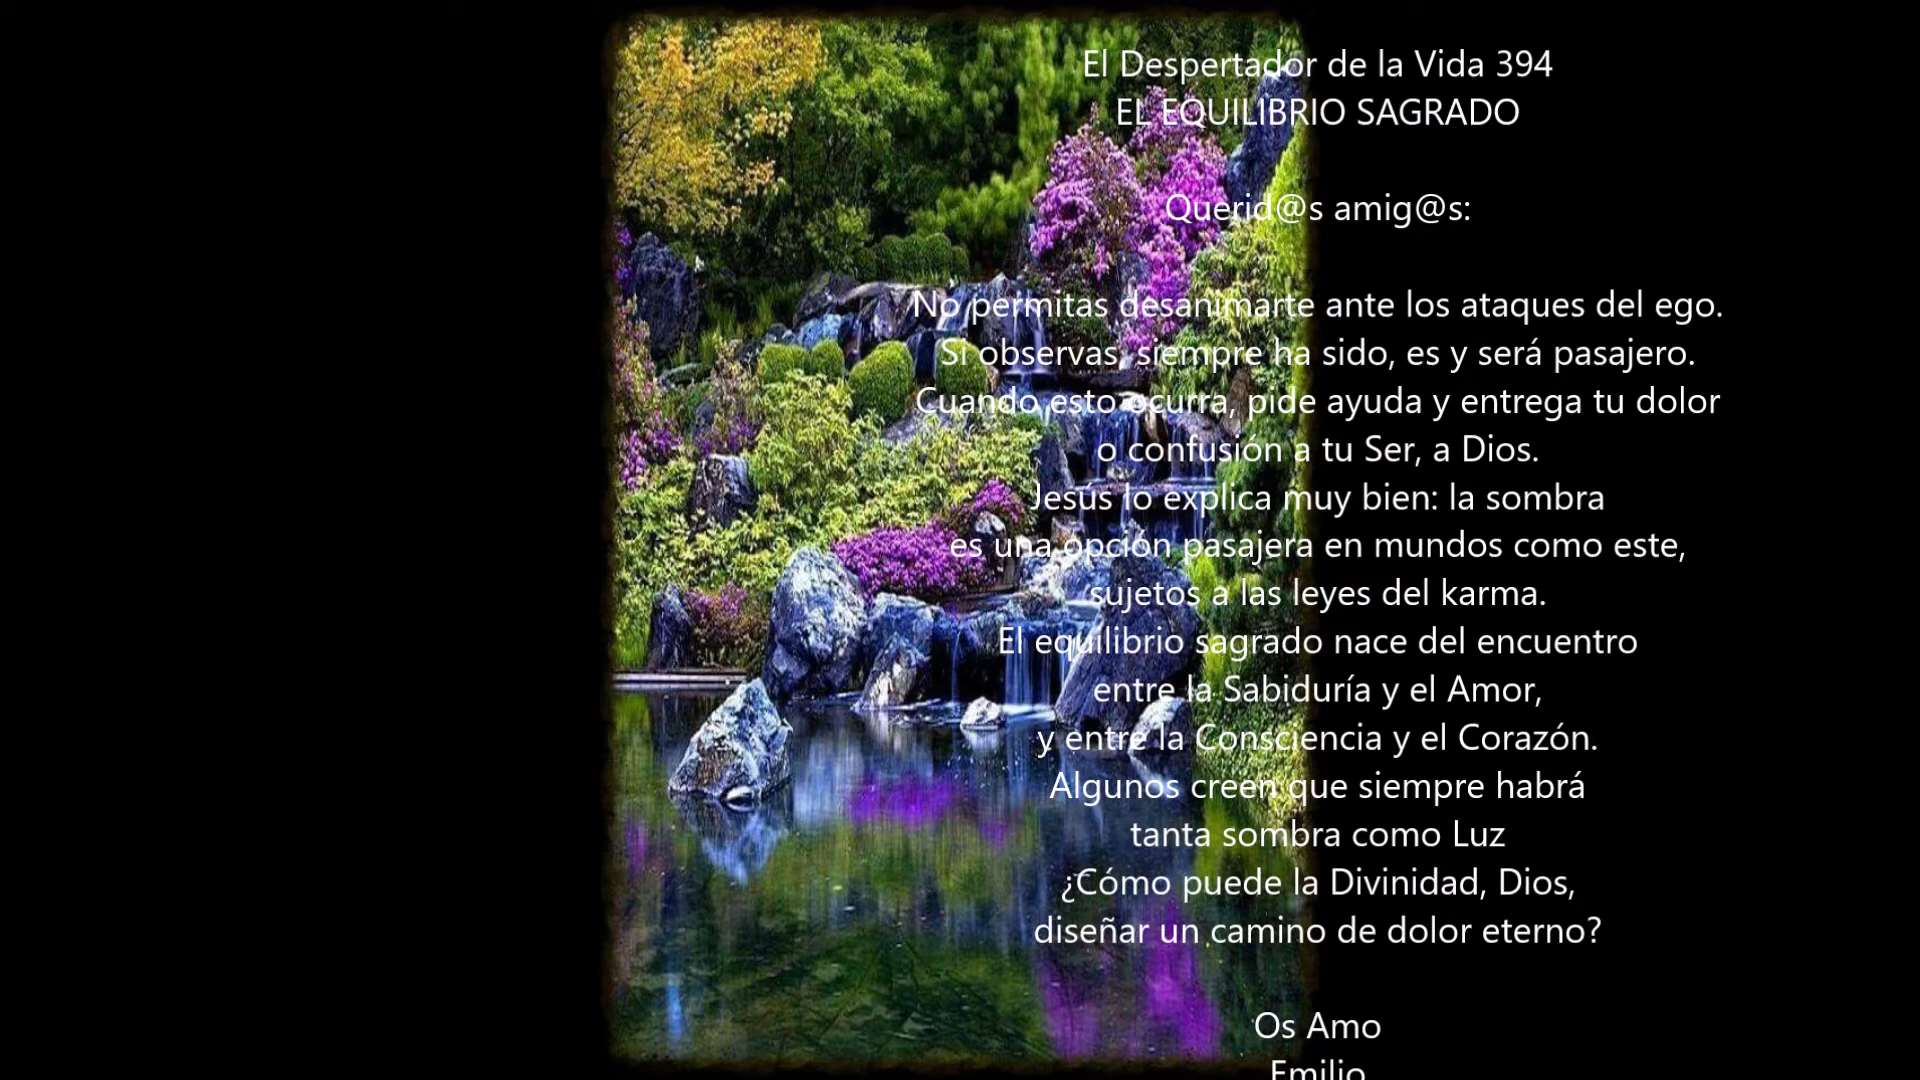 El Despertador de la Vida 394
EL EQUILIBRIO SAGRADO
Querid@s amig@s:
No permitas desanimarte ante los ataques del ego.
Si observas, siempre ha sido, es y será pasajero.
Cuando esto ocurra, pide ayuda y entrega tu dolor
o confusión a tu Ser, a Dios.
Jesús lo explica muy bien: la sombra
es una opción pasajera en mundos como este,
sujetos a las leyes del karma.
El equilibrio sagrado nace del encuentro
entre la Sabiduría y el Amor,
y entre la Consciencia y el Corazón.
Algunos creen que siempre habrá
tanta sombra como Luz
¿Cómo puede la Divinidad, Dios,
diseñar un camino de dolor eterno?
Os Amo
Emilio